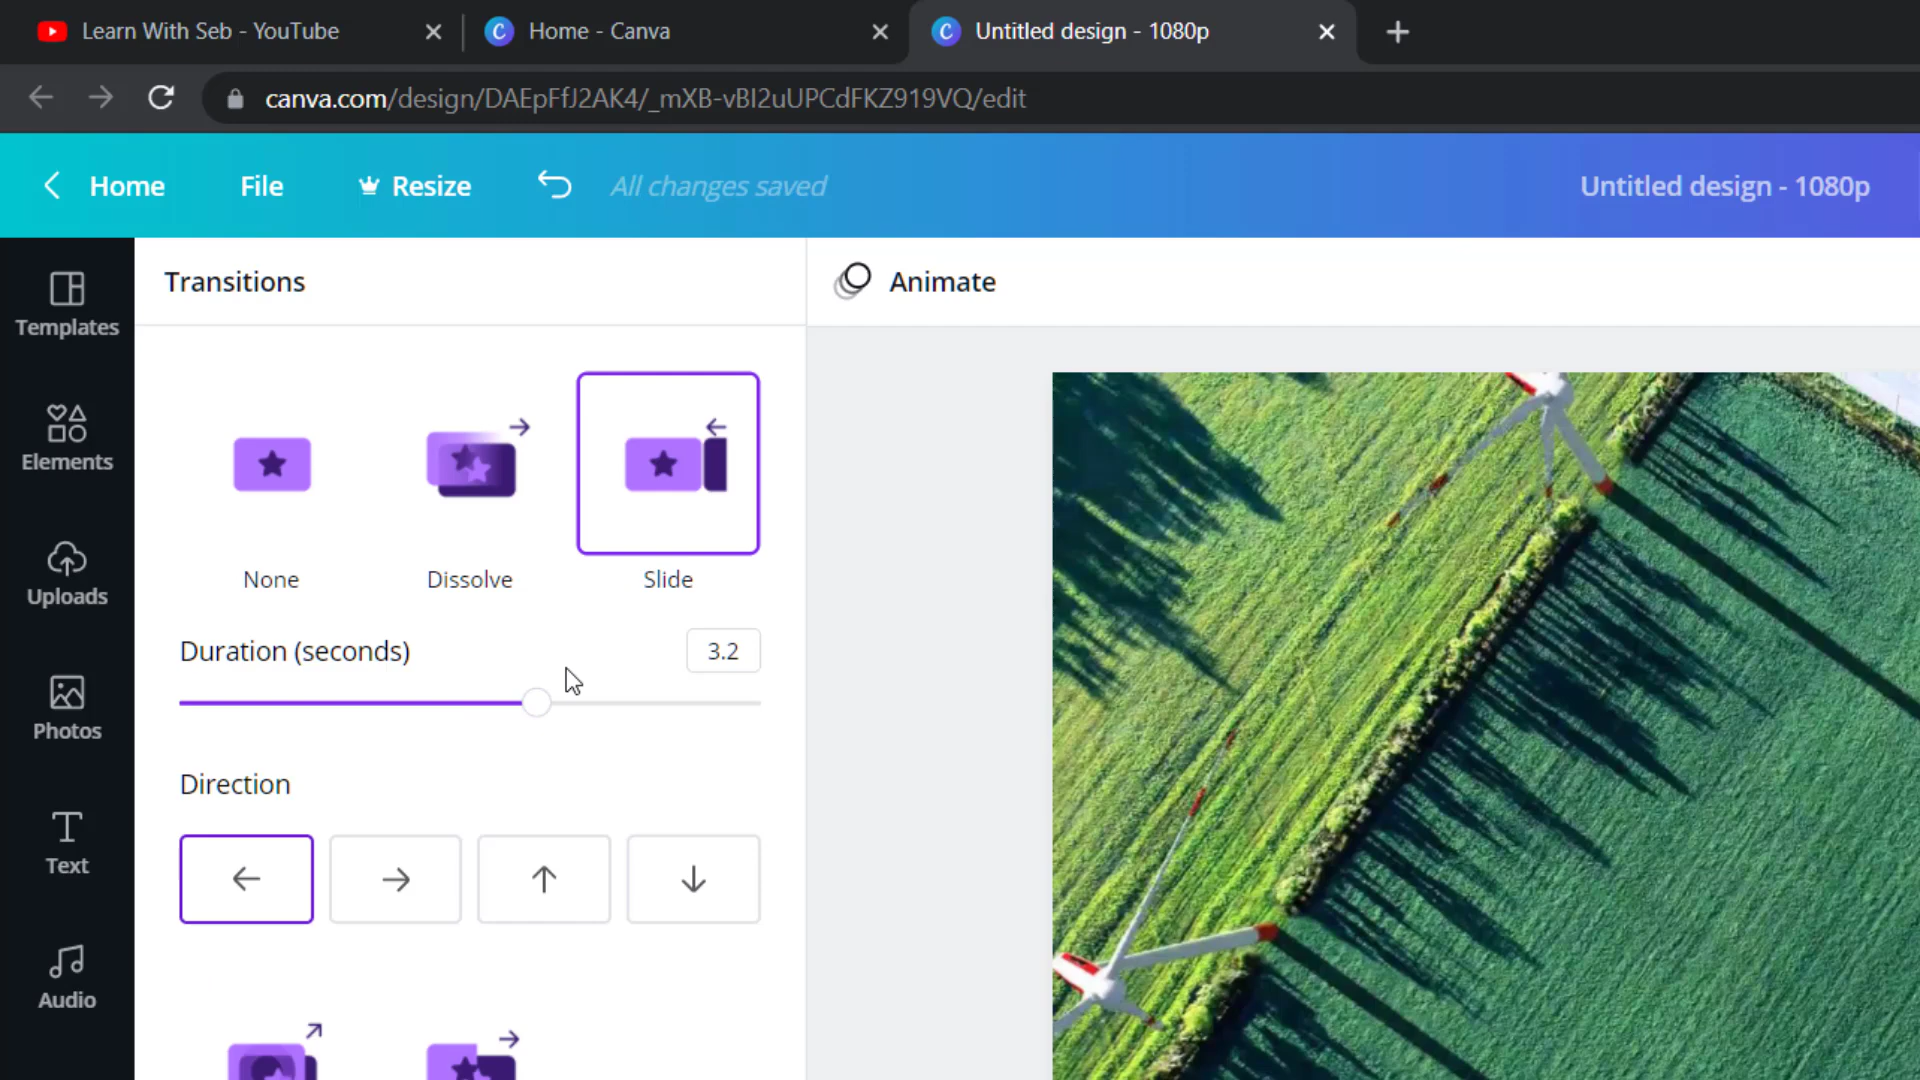 Learn With Seb - YouTube
Home - Canva
Untitled design - 1080p
canva.com/design/DAEpFfJ2AK4/_mXB-vBI2uUPCdFKZ919VQ/edit
Home
File
Resize
All changes saved
Untitled design - 1080p
Templates
Elements
Uploads
Photos
Text
Audio
Transitions
Animate
None
Dissolve
Slide
Duration (seconds)
3.2
Direction